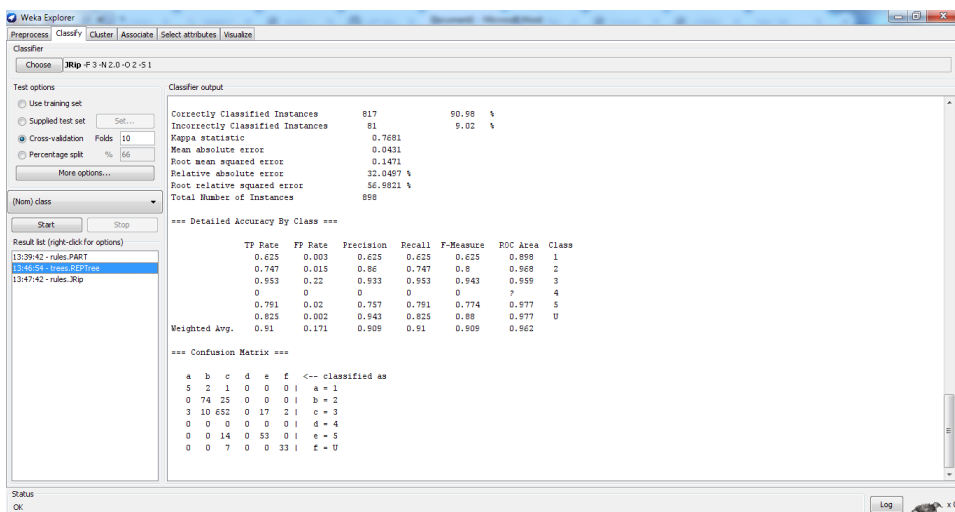 Weka Explorer
Preprocess Classify Cluster Associate Select attributes Visualize
Classifier
Choose JRip -F 3 -N 2.0 -O 2 -S 1
Test options
Use training set
Supplied test set Set...
Cross-validation Folds 10
Percentage split % 66
More options...
(Nom) class
Start Stop
Result list (right-click for options)
13:39:42 - rules.PART
13:46:54 - trees.REPTree
13:47:42 - rules.JRip
Classifier output
Correctly Classified Instances 817 90.98 %
Incorrectly Classified Instances 81 9.02 %
Kappa statistic 0.7681
Mean absolute error 0.0431
Root mean squared error 0.1471
Relative absolute error 32.0497 %
Root relative squared error 56.9821 %
Total Number of Instances 898
=== Detailed Accuracy By Class ===
TP Rate FP Rate Precision Recall F-Measure ROC Area Class
0.625 0.003 0.625 0.625 0.625 0.898 1
0.747 0.015 0.86 0.747 0.8 0.968 2
0.953 0.22 0.933 0.953 0.943 0.959 3
0 0 0 0 0 ? 4
0.791 0.02 0.757 0.791 0.774 0.977 5
0.825 0.002 0.943 0.825 0.88 0.977 U
Weighted Avg. 0.91 0.171 0.909 0.91 0.909 0.962
=== Confusion Matrix ===
a b c d e f <-- classified as
5 2 1 0 0 0 | a = 1
0 74 25 0 0 0 | b = 2
3 10 652 0 17 2 | c = 3
0 0 0 0 0 0 | d = 4
0 0 14 0 53 0 | e = 5
0 0 7 0 0 33 | f = U
Status
OK
Log
x 0